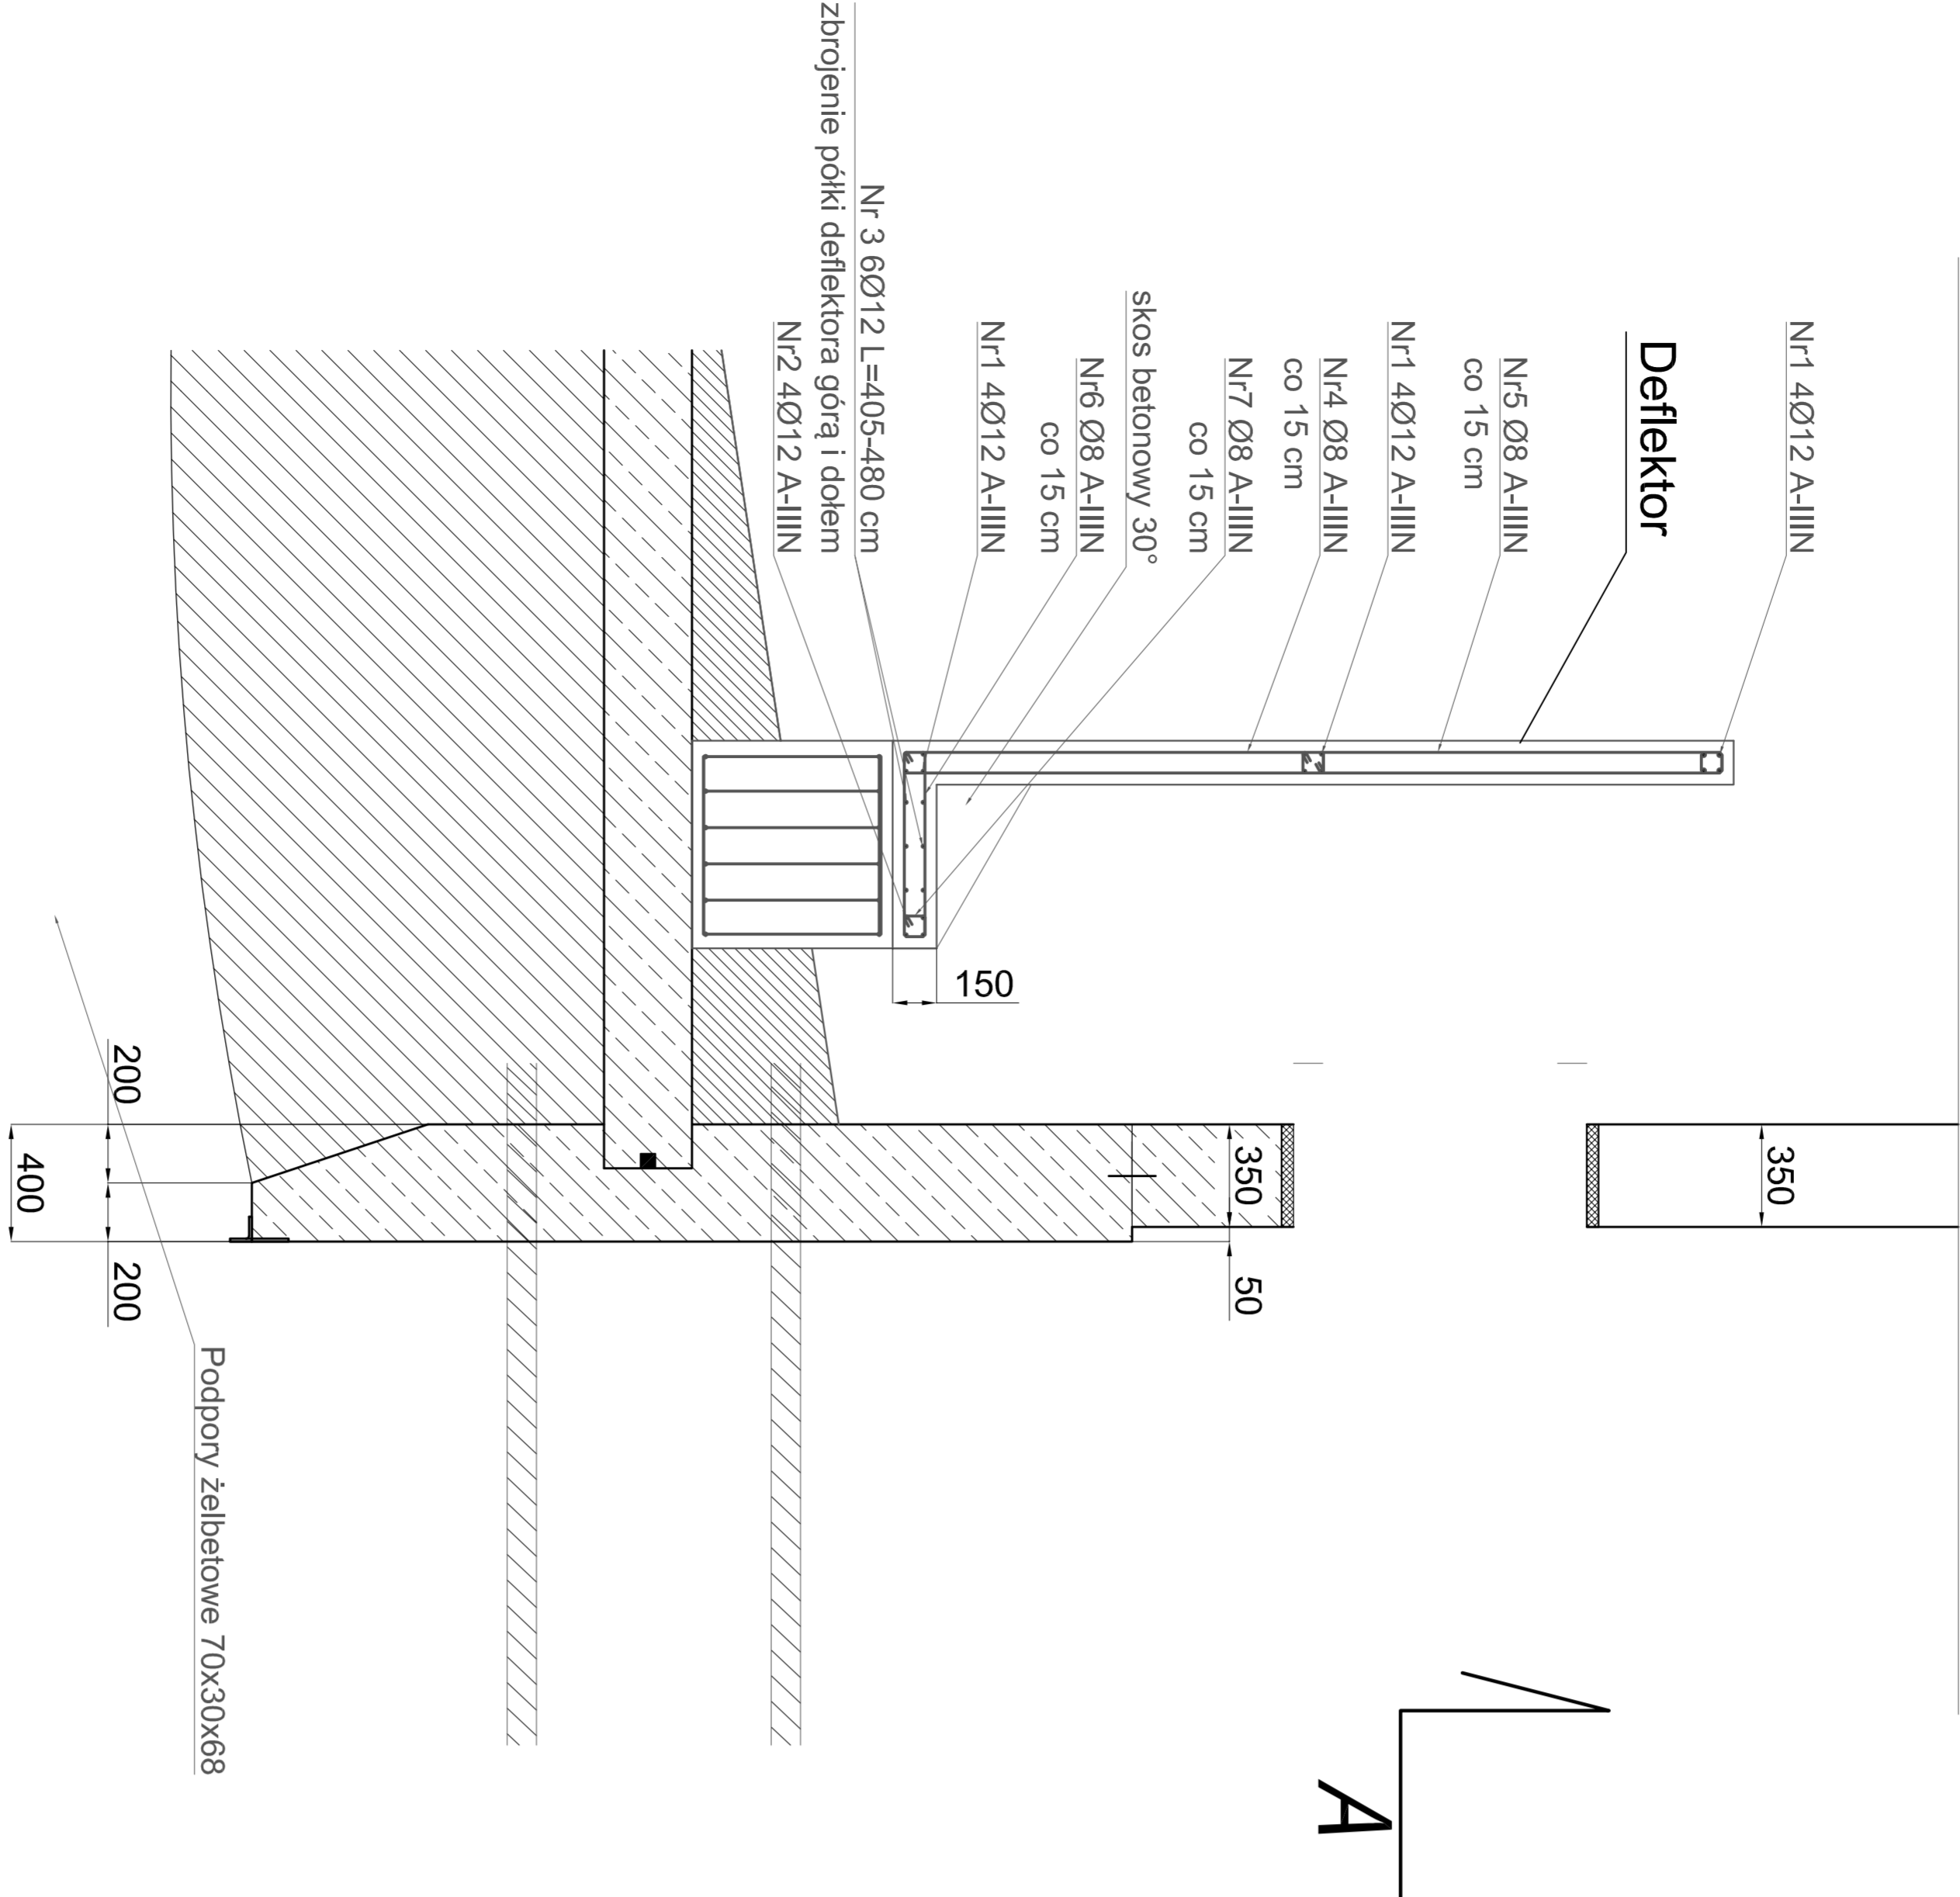 Nr1 4Ø12 A-IIIN
Deflektor
Nr5 Ø8 A-IIIN
co 15 cm
Nr1 4Ø12 A-IIIN
Nr4 Ø8 A-IIIN
co 15 cm
Nr7 Ø8 A-IIIN
co 15 cm
skos betonowy 30°
Nr6 Ø8 A-IIIN
co 15 cm
Nr1 4Ø12 A-IIIN
Nr 3 6Ø12 L=405-480 cm
zbrojenie półki deflektora górą i dołem
Nr2 4Ø12 A-IIIN
150
350
350
50
200
200
400
Podpory żelbetowe 70x30x68
A